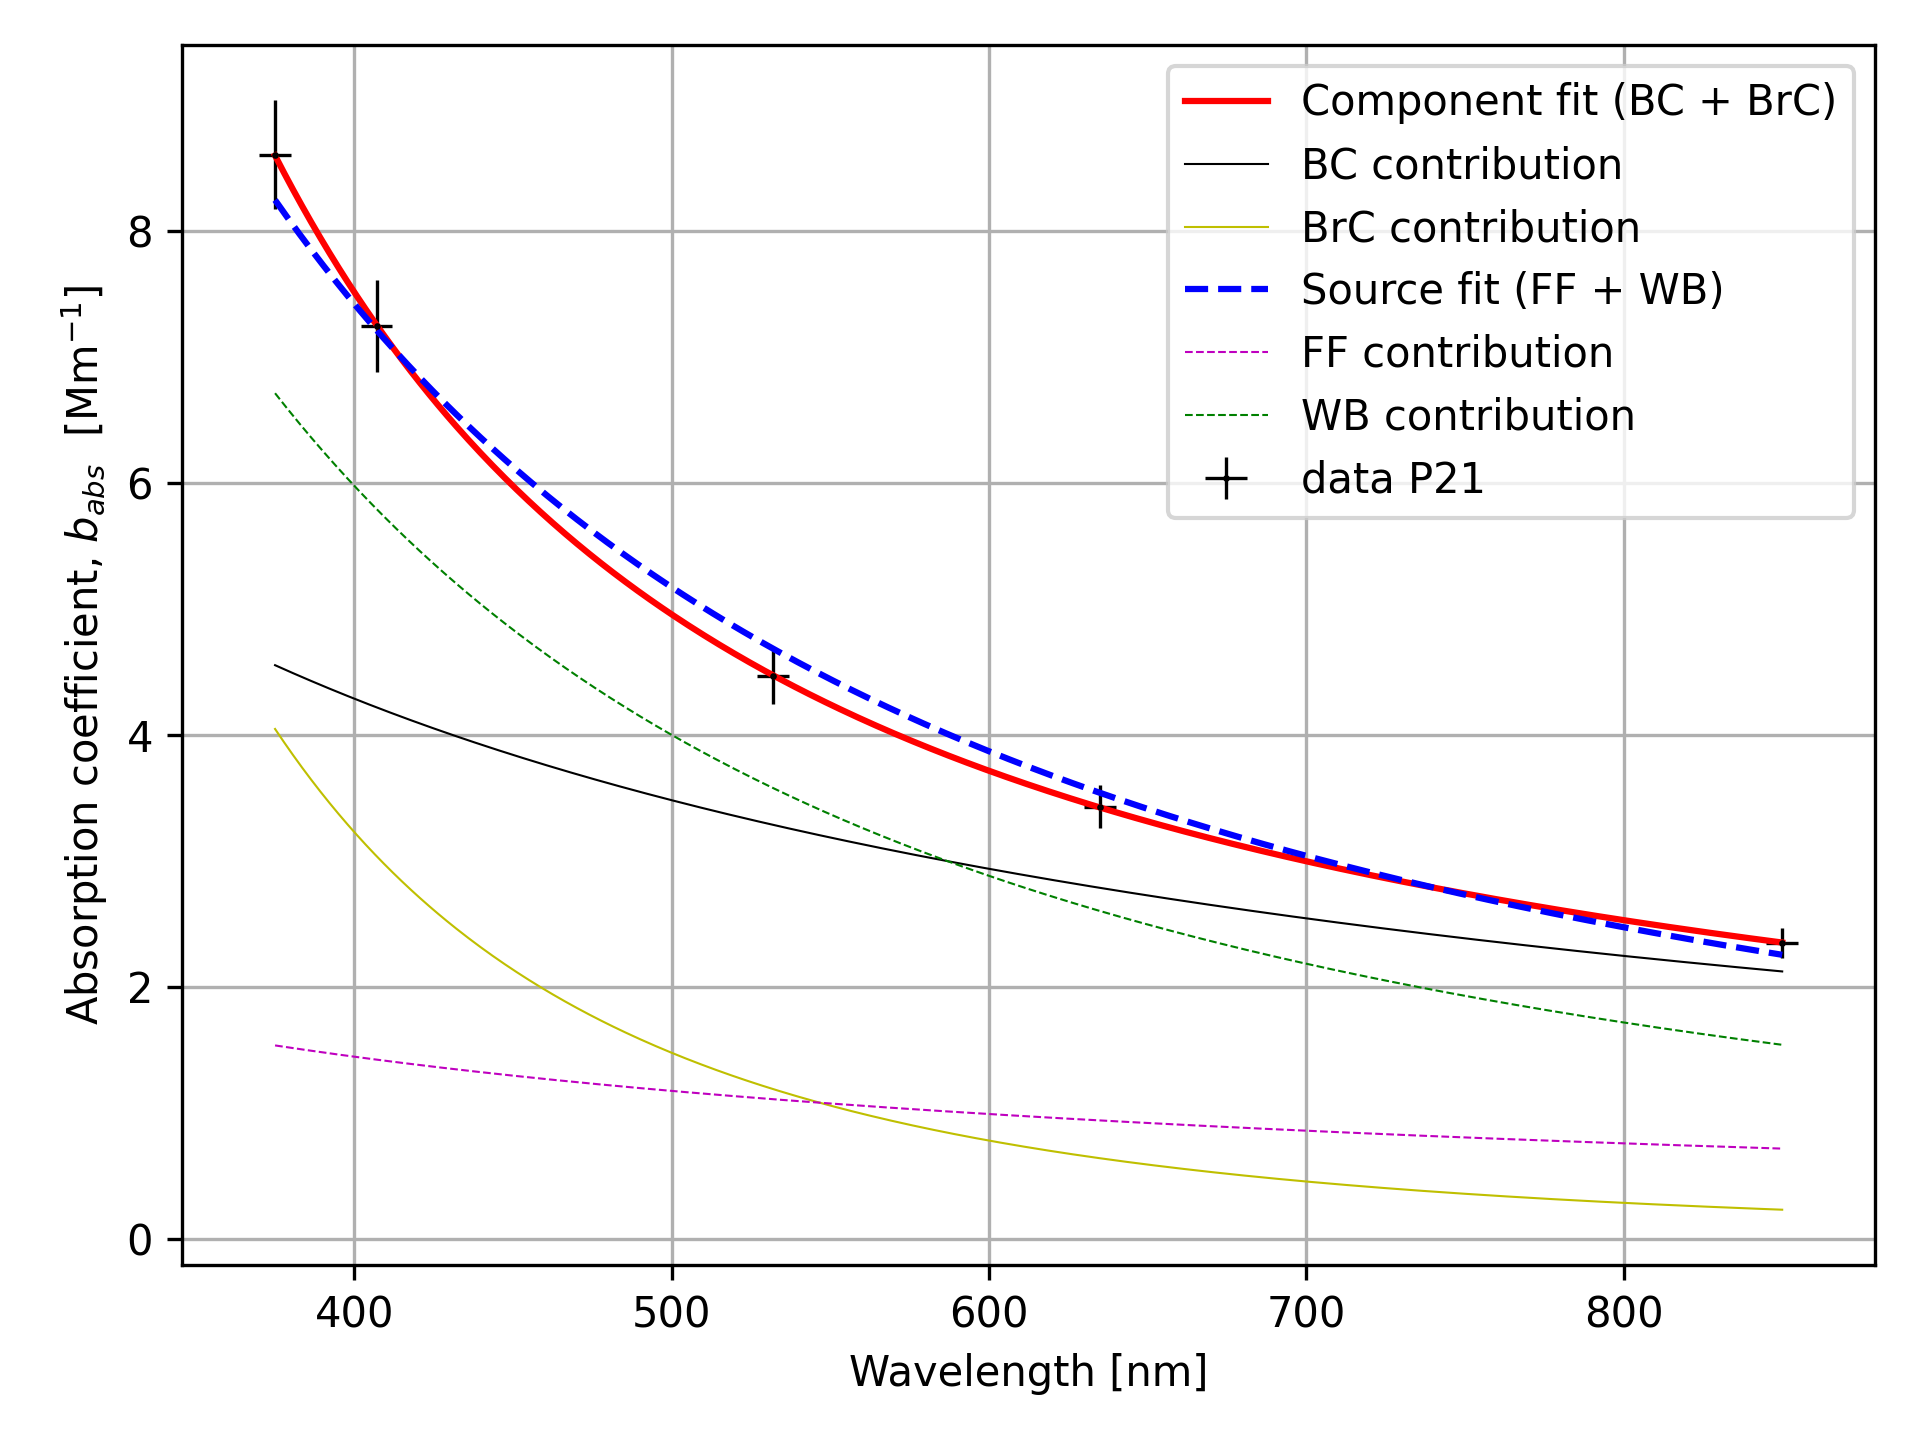 Component fit (BC + BrC)
BC contribution
BrC contribution
Source fit (FF + WB)
FF contribution
WB contribution
data P21
8
6
4
2
0
Absorption coefficient, b_abs [Mm⁻¹]
400 500 600 700 800
Wavelength [nm]